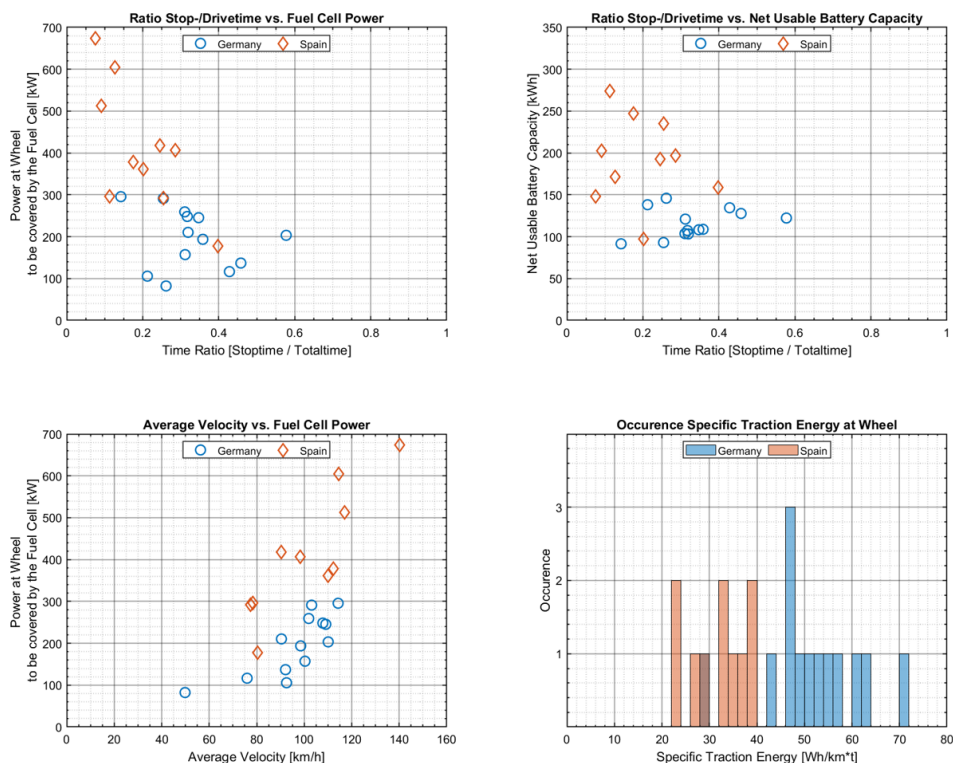 Ratio Stop-/Drivetime vs. Fuel Cell Power
Germany Spain
Power at Wheel
to be covered by the Fuel Cell [kW]
700
600
500
400
300
200
100
0
0 0.2 0.4 0.6 0.8 1
Time Ratio [Stoptime / Totaltime]
Ratio Stop-/Drivetime vs. Net Usable Battery Capacity
Germany Spain
Net Usable Battery Capacity [kWh]
350
300
250
200
150
100
50
0
0 0.2 0.4 0.6 0.8 1
Time Ratio [Stoptime / Totaltime]
Average Velocity vs. Fuel Cell Power
Germany Spain
Power at Wheel
to be covered by the Fuel Cell [kW]
700
600
500
400
300
200
100
0
0 20 40 60 80 100 120 140 160
Average Velocity [km/h]
Occurence Specific Traction Energy at Wheel
Germany Spain
Occurence
3
2
1
0 10 20 30 40 50 60 70 80
Specific Traction Energy [Wh/km*t]